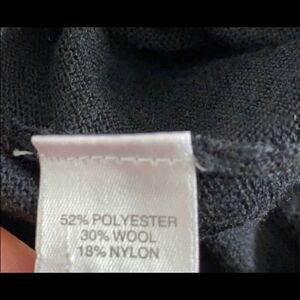 52% POLYESTER
30% WOOL
18% NYLON